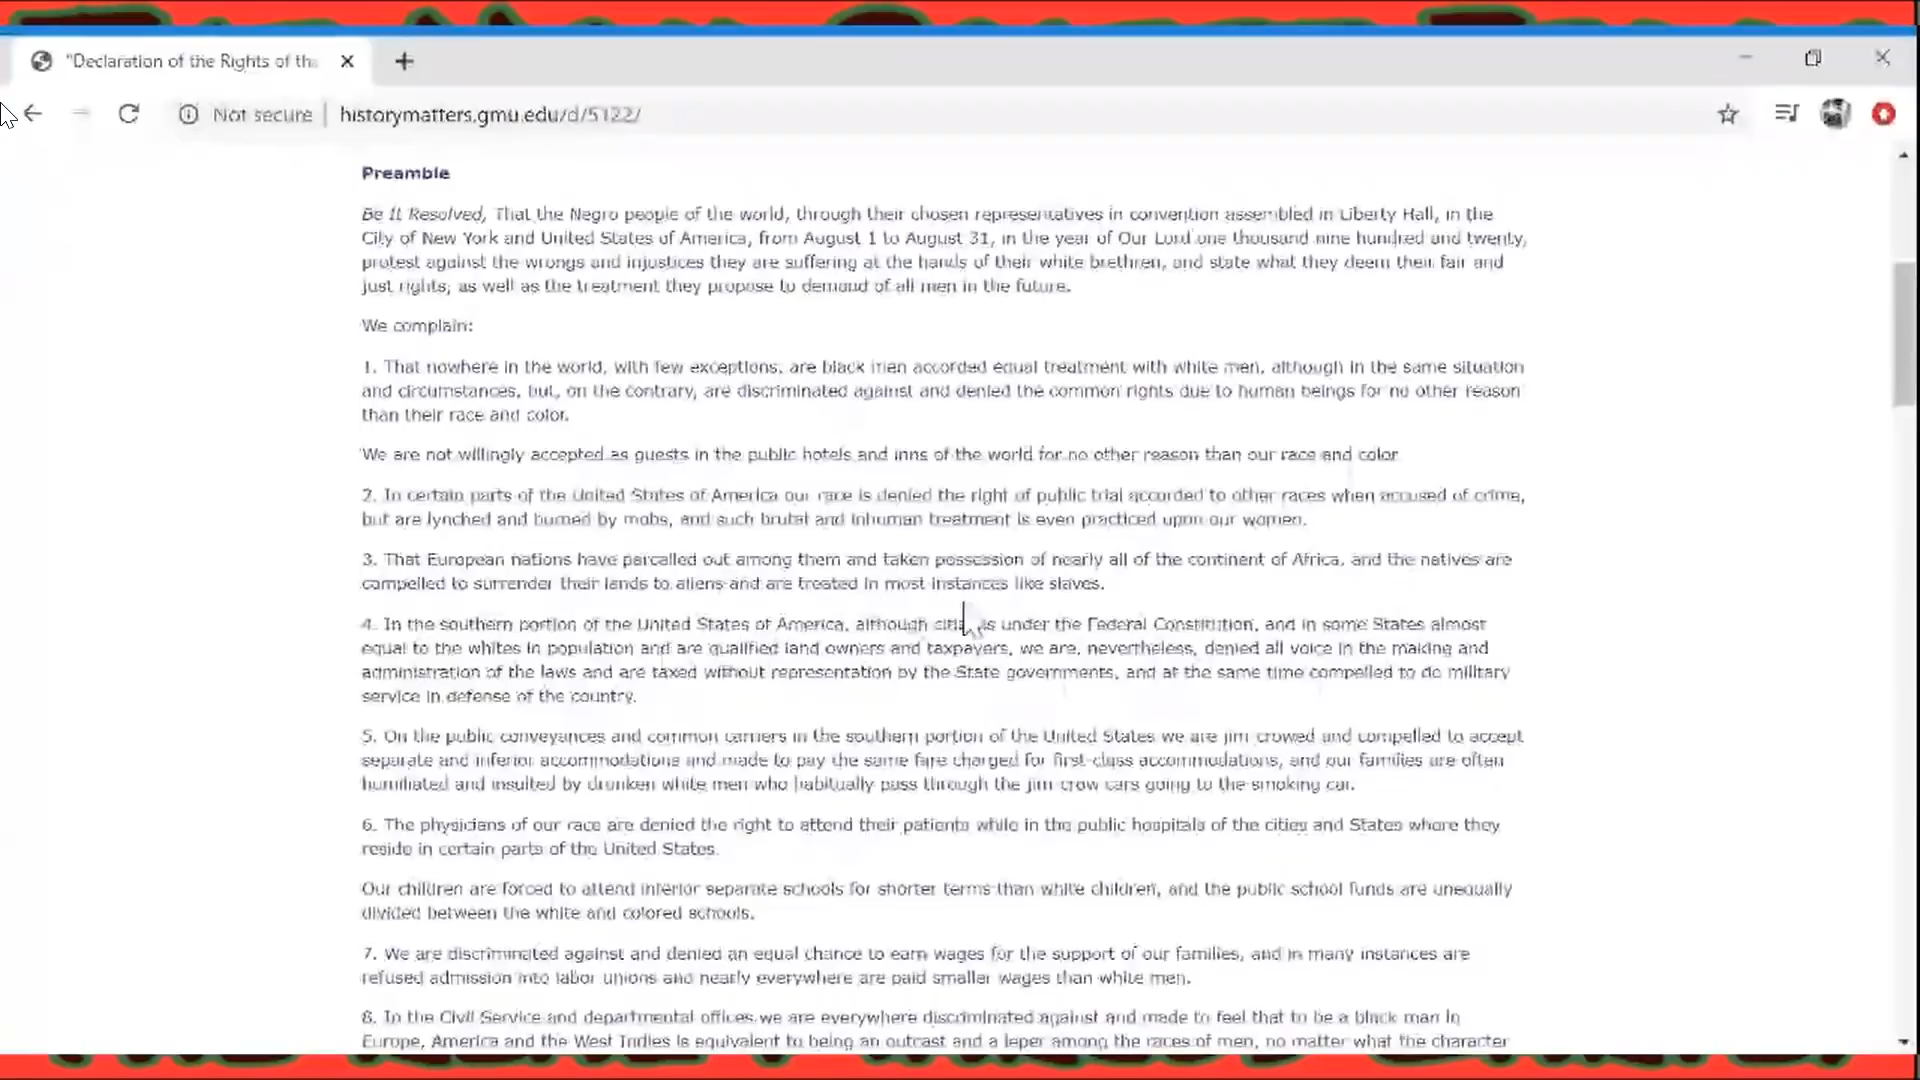 "Declaration of the Rights of th
Not secure
historymatters.gmu.edu/d/5122/
Preamble
Be It Resolved, That the Negro people of the world, through their chosen representatives in convention assembled in Liberty Hall, in the
City of New York and United States of America, from August 1 to August 31, in the year of Our Lord one thousand nine hundred and twenty,
protest against the wrongs and injustices they are suffering at the hands of their white brethren, and state what they deem their fair and
just rights, as well as the treatment they propose to demand of all men in the future.
We complain:
1. That nowhere in the world, with few exceptions, are black men accorded equal treatment with white men, although in the same situation
and circumstances, but, on the contrary, are discriminated against and denied the common rights due to human beings for no other reason
than their race and color.
We are not willingly accepted as guests in the public hotels and inns of the world for no other reason than our race and color
2. In certain parts of the United States of America our race is denied the right of public trial accorded to other races when accused of crime,
but are lynched and burned by mobs, and such brutal and inhuman treatment is even practiced upon our women.
3. That European nations have parcelled out among them and taken possession of nearly all of the continent of Africa, and the natives are
compelled to surrender their lands to aliens and are treated in most instances like slaves.
4. In the southern portion of the United States of America, although under the Federal Constitution, and in some States almost
equal to the whites in population and are qualified land owners and taxpayers, we are, nevertheless, denied all voice in the making and
administration of the laws and are taxed without representation by the State governments, and at the same time compelled to do military
service in defense of the country.
5. On the public conveyances and common carriers in the southern portion of the United States we are jim crowed and compelled to accept
separate and inferior accommodations and made to pay the same fare charged for first-class accommodations, and our families are often
humiliated and insulted by drunken white men who habitually pass through the jim crow cars going to the smoking car.
6. The physicians of our race are denied the right to attend their patients while in the public hospitals of the cities and States where they
reside in certain parts of the United States.
Our children are forced to attend inferior separate schools for shorter terms than white children, and the public school funds are unequally
divided between the white and colored schools.
7. We are discriminated against and denied an equal chance to earn wages for the support of our families, and in many instances are
refused admission into labor unions and nearly everywhere are paid smaller wages than white men.
8. In the Civil Service and departmental offices we are everywhere discriminated against and made to feel that to be a black man in
Europe, America and the West Indies is equivalent to being an outcast and a leper among the races of men, no matter what the character